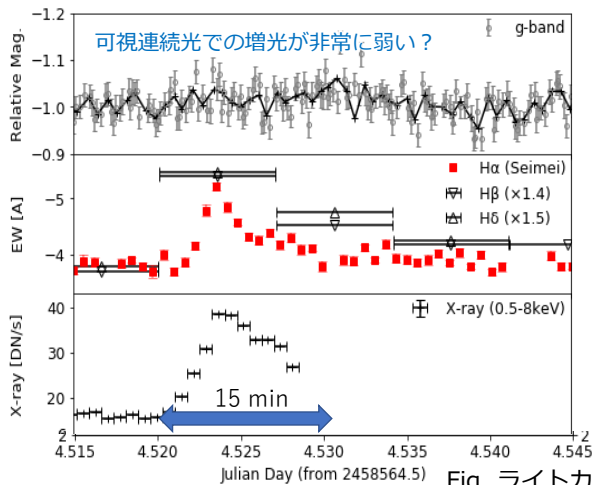 可視連続光での増光が非常に弱い？
g-band
Relative Mag.
−1.2
−1.1
−1.0
−0.9
Hα (Seimei)
Hβ (×1.4)
Hδ (×1.5)
EW [A]
−5
−4
X-ray (0.5-8keV)
X-ray [DN/s]
40
30
20
15 min
2
+2
4.515 4.520 4.525 4.530 4.535 4.540 4.545
Julian Day (from 2458564.5)
Fig. ライトカ